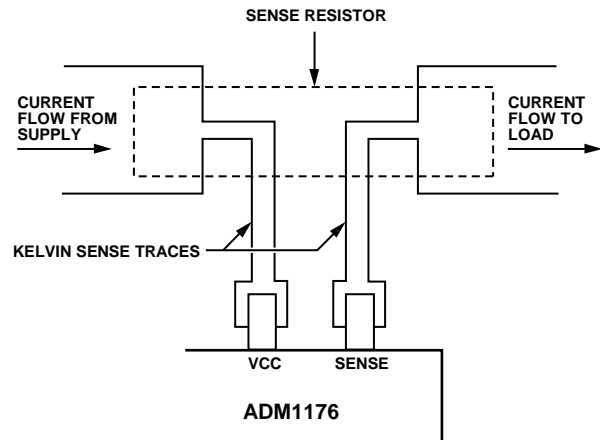 SENSE RESISTOR
CURRENT
FLOW FROM
SUPPLY
CURRENT
FLOW TO
LOAD
KELVIN SENSE TRACES
VCC
SENSE
ADM1176